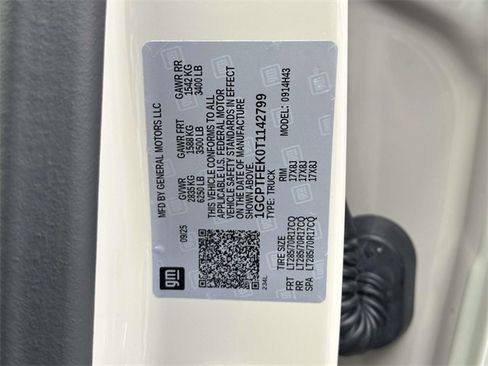 MFD BY GENERAL MOTORS LLC
09/25
GVWR GAWR FRT GAWR RR
2835 KG 1588 KG 1542 KG
6250 LB 3500 LB 3400 LB
THIS VEHICLE CONFORMS TO ALL
APPLICABLE U.S. FEDERAL MOTOR
VEHICLE SAFETY STANDARDS IN EFFECT
ON THE DATE OF MANUFACTURE
SHOWN ABOVE.
1GCPTFEK0T1142799
TYPE: TRUCK MODEL: 0914H43
TIRE SIZE RIM
FRT LT285/70R17CQ 17X8J
RR LT285/70R17CQ 17X8J
SPA LT285/70R17CQ 17X8J
gm